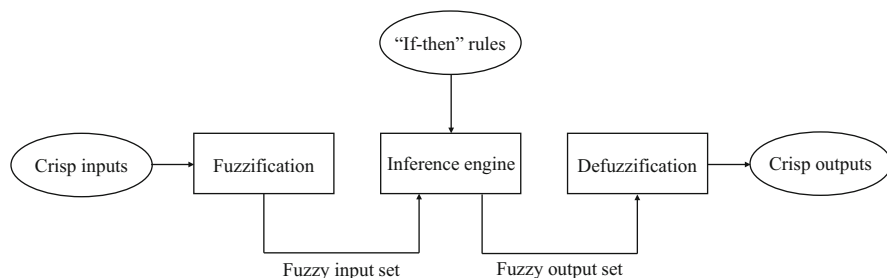 “If-then” rules
Crisp inputs
Fuzzification
Inference engine
Defuzzification
Crisp outputs
Fuzzy input set
Fuzzy output set